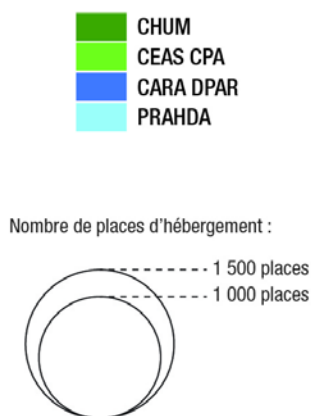 CHUM
CEAS CPA
CARA DPAR
PRAHDA
Nombre de places d'hébergement :
1 500 places
1 000 places